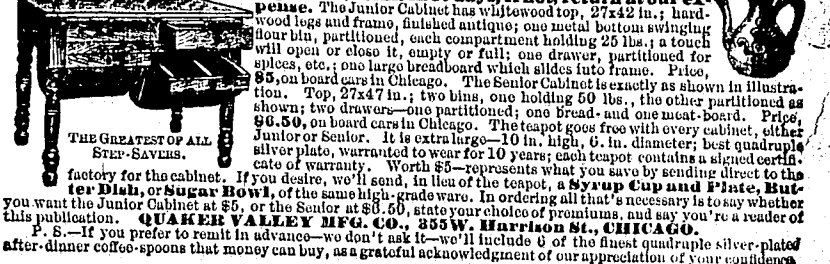 pense. The Junior Cabinet has whitewood top, 27x42 in.; hard-
wood legs and frame, finished antique; one metal bottom swinging
flour bin, partitioned, each compartment holding 25 lbs.; a touch
will open or close it, empty or full; one drawer, partitioned for
spices, etc.; one large breadboard which slides into frame. Price,
$5, on board cars in Chicago. The Senior Cabinet is exactly as shown in illustra-
tion. Top, 27x47 in.; two bins, one holding 50 lbs., the other partitioned as
shown; two drawers—one partitioned; one bread- and one meat-board. Price,
$6.50, on board cars in Chicago. The teapot goes free with every cabinet, either
Junior or Senior. It is extra large—10 in. high, 6 in. diameter; best quadruple
silver plate, warranted to wear for 10 years; each teapot contains a signed certifi-
cate of warranty. Worth $5—represents what you save by sending direct to the
THE GREATEST OF ALL
STEP-SAVERS.
factory for the cabinet. If you desire, we'll send, in lieu of the teapot, a Syrup Cup and Plate, But-
ter Dish, or Sugar Bowl, of the same high-grade ware. In ordering all that's necessary is to say whether
you want the Junior Cabinet at $5, or the Senior at $6.50, state your choice of premiums, and say you're a reader of
this publication. QUAKER VALLEY MFG. CO., 355 W. Harrison St., CHICAGO.
P. S.—If you prefer to remit in advance—we don't ask it—we'll include 6 of the finest quadruple silver-plated
after-dinner coffee-spoons that money can buy, as a grateful acknowledgment of our appreciation of your confidence